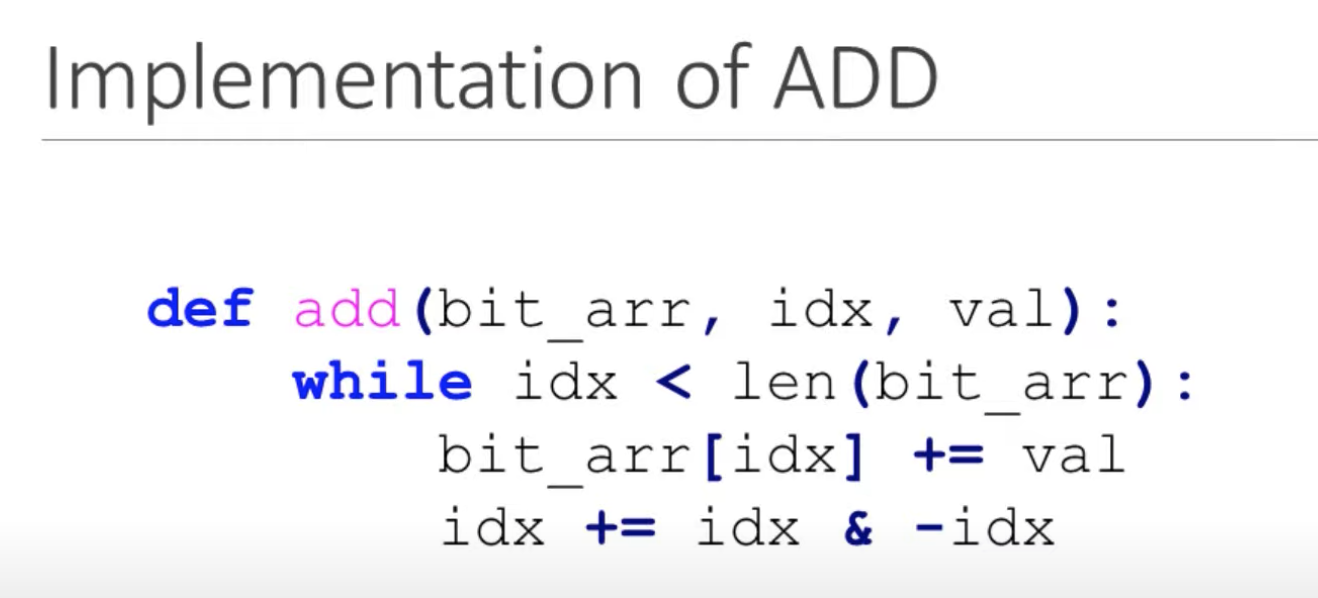 Implementation of ADD
def add(bit_arr, idx, val):
    while idx < len(bit_arr):
        bit_arr[idx] += val
        idx += idx & -idx